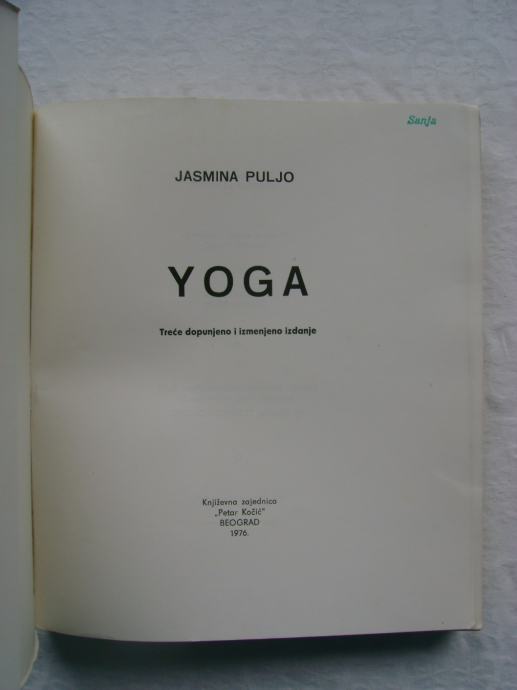 Sanja
JASMINA PULJO
YOGA
Treće dopunjeno i izmenjeno izdanje
Književna zajednica
„Petar Kočić"
BEOGRAD
1976.